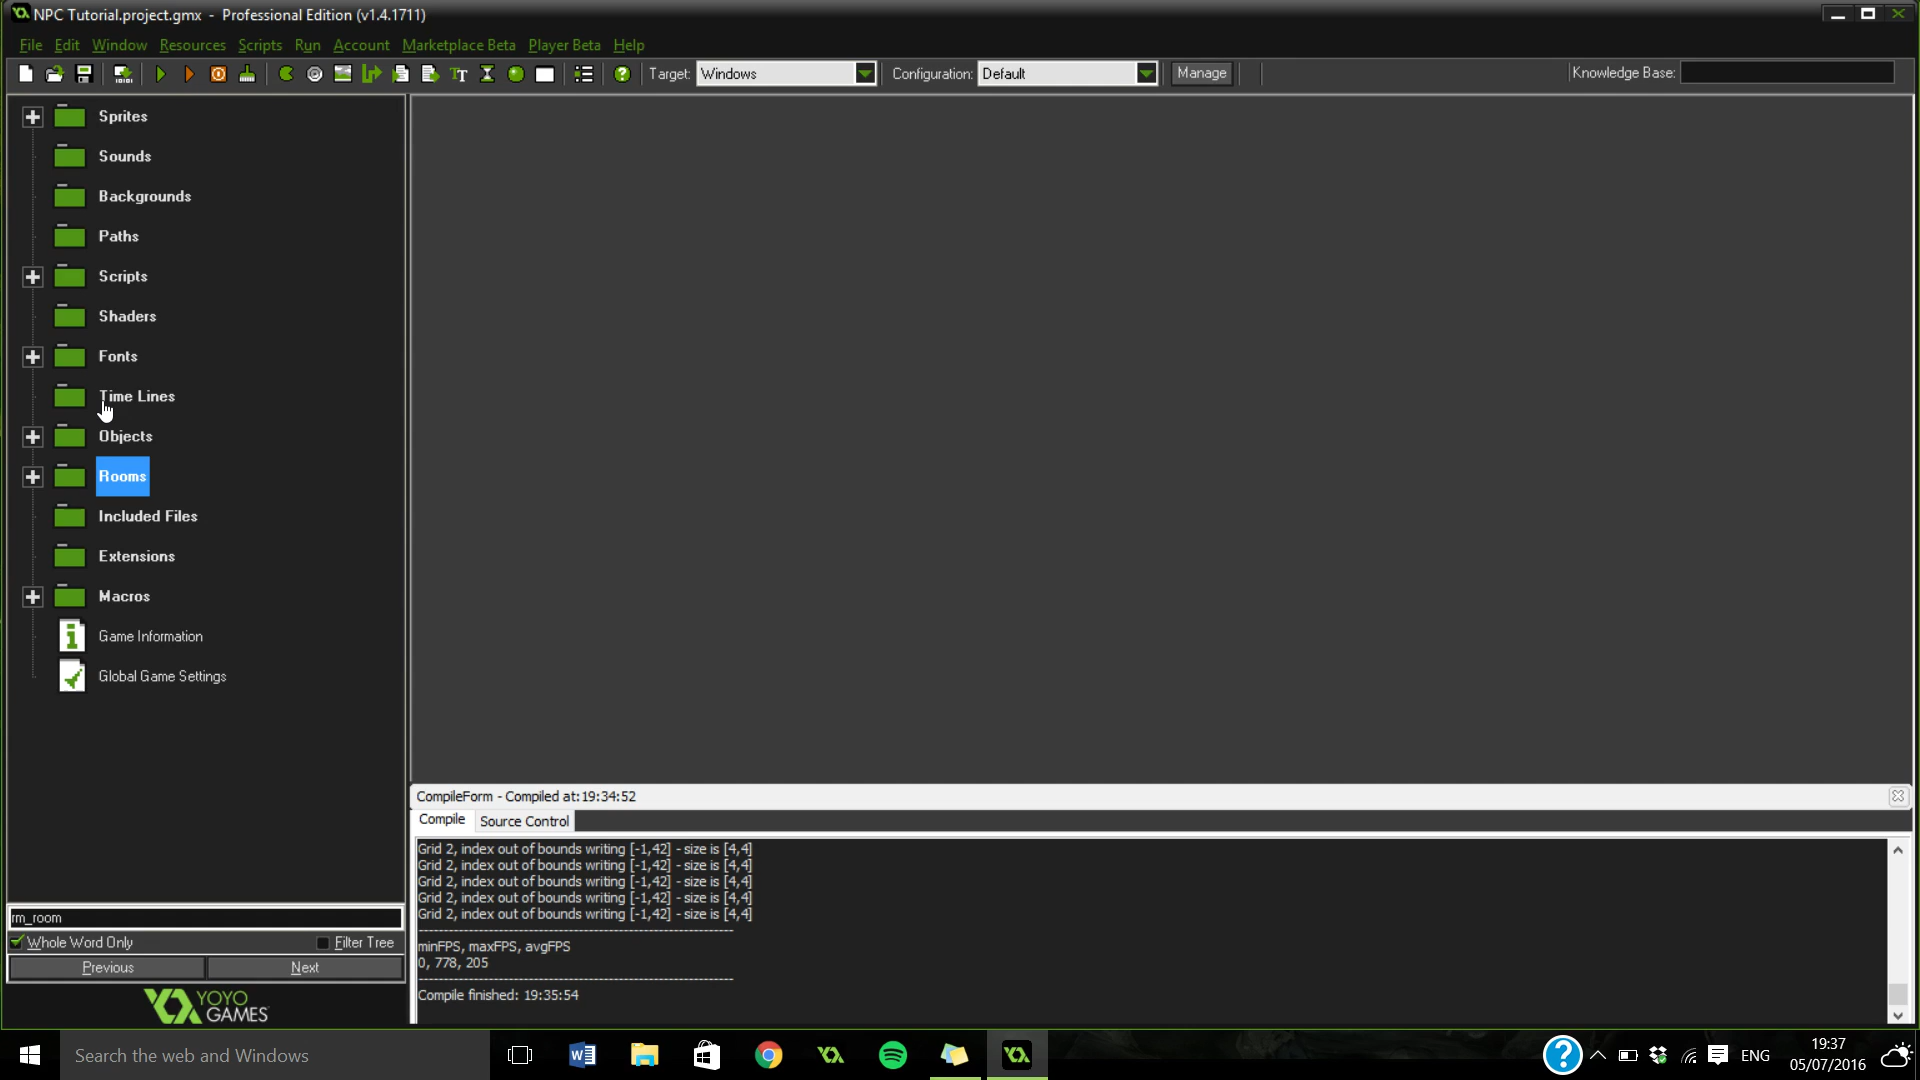 NPC Tutorial.project.gmx - Professional Edition (v1.4.1711)
File Edit Window Resources Scripts Run Account Marketplace Beta Player Beta Help
Target: Windows Configuration: Default Manage Knowledge Base:
Sprites
Sounds
Backgrounds
Paths
Scripts
Shaders
Fonts
Time Lines
Objects
Rooms
Included Files
Extensions
Macros
Game Information
Global Game Settings
CompileForm - Compiled at:19:34:52
Compile Source Control
Grid 2, index out of bounds writing [-1,42] - size is [4,4]
Grid 2, index out of bounds writing [-1,42] - size is [4,4]
Grid 2, index out of bounds writing [-1,42] - size is [4,4]
Grid 2, index out of bounds writing [-1,42] - size is [4,4]
Grid 2, index out of bounds writing [-1,42] - size is [4,4]
minFPS, maxFPS, avgFPS
0, 778, 205
Compile finished: 19:35:54
rm_room
Whole Word Only Filter Tree
Previous Next
YOYO
GAMES
Search the web and Windows
ENG
19:37
05/07/2016